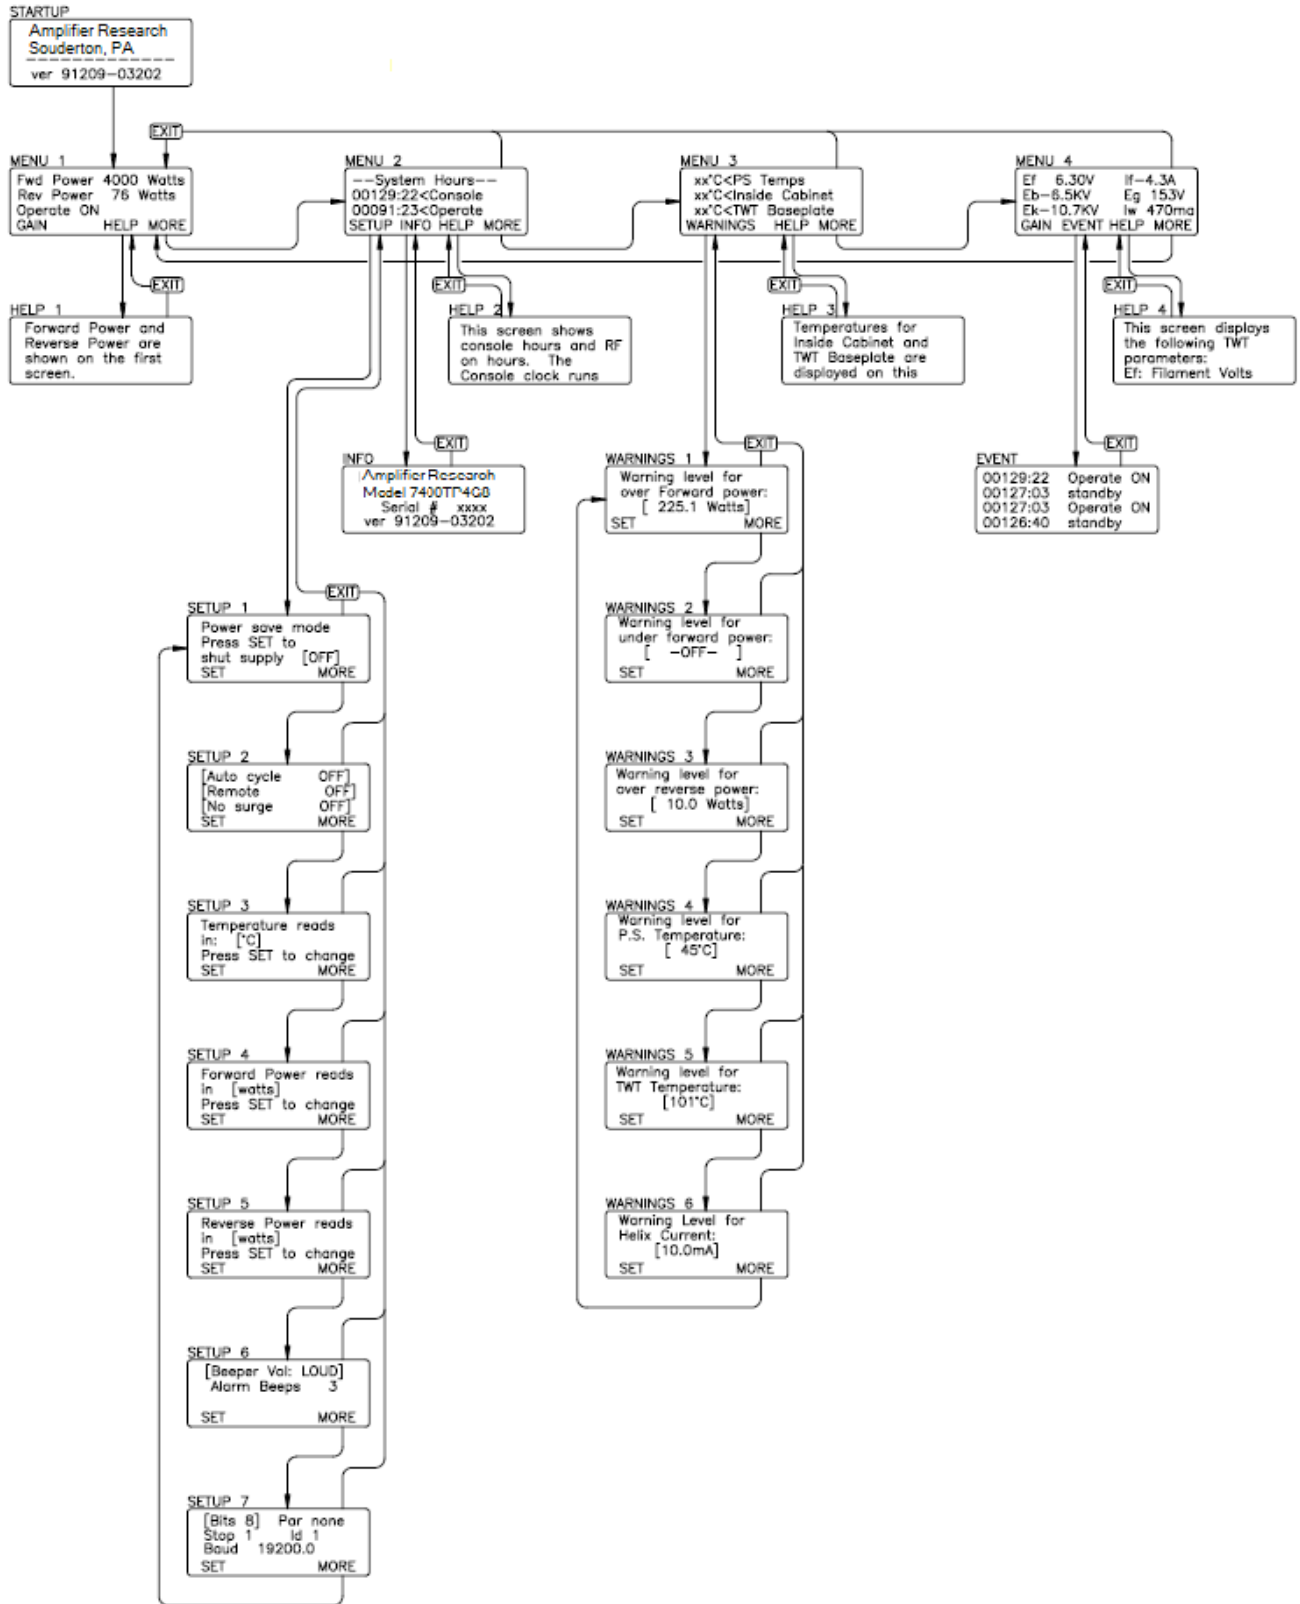 STARTUP
Amplifier Research
Souderton, PA
ver 91209-03202
EXIT
MENU 1
Fwd Power 4000 Watts
Rev Power 76 Watts
Operate ON
GAIN HELP MORE
MENU 2
--System Hours--
00129:22<Console
00091:23<Operate
SETUP INFO HELP MORE
MENU 3
xx°C<PS Temps
xx°C<Inside Cabinet
xx°C<TWT Baseplate
WARNINGS HELP MORE
MENU 4
Ef 6.30V If-4.3A
Eb-6.5KV Eg 153V
Ek-10.7KV Iw 470ma
GAIN EVENT HELP MORE
EXIT
EXIT
EXIT
EXIT
HELP 1
Forward Power and
Reverse Power are
shown on the first
screen.
HELP 2
This screen shows
console hours and RF
on hours. The
Console clock runs
HELP 3
Temperatures for
Inside Cabinet and
TWT Baseplate are
displayed on this
HELP 4
This screen displays
the following TWT
parameters:
Ef: Filament Volts
EXIT
INFO
Amplifier Research
Model 7400TP4G8
Serial # xxxx
ver 91209-03202
EXIT
WARNINGS 1
Warning level for
over Forward power:
[ 225.1 Watts]
SET MORE
EXIT
EVENT
00129:22 Operate ON
00127:03 standby
00127:03 Operate ON
00126:40 standby
EXIT
SETUP 1
Power save mode
Press SET to
shut supply [OFF]
SET MORE
WARNINGS 2
Warning level for
under forward power:
[ -OFF- ]
SET MORE
SETUP 2
[Auto cycle OFF]
[Remote OFF]
[No surge OFF]
SET MORE
WARNINGS 3
Warning level for
over reverse power:
[ 10.0 Watts]
SET MORE
SETUP 3
Temperature reads
in: [°C]
Press SET to change
SET MORE
WARNINGS 4
Warning level for
P.S. Temperature:
[ 45°C]
SET MORE
SETUP 4
Forward Power reads
in [watts]
Press SET to change
SET MORE
WARNINGS 5
Warning level for
TWT Temperature:
[101°C]
SET MORE
SETUP 5
Reverse Power reads
in [watts]
Press SET to change
SET MORE
WARNINGS 6
Warning Level for
Helix Current:
[10.0mA]
SET MORE
SETUP 6
[Beeper Vol: LOUD]
Alarm Beeps 3
SET MORE
SETUP 7
[Bits 8] Par none
Stop 1 Id 1
Baud 19200.0
SET MORE